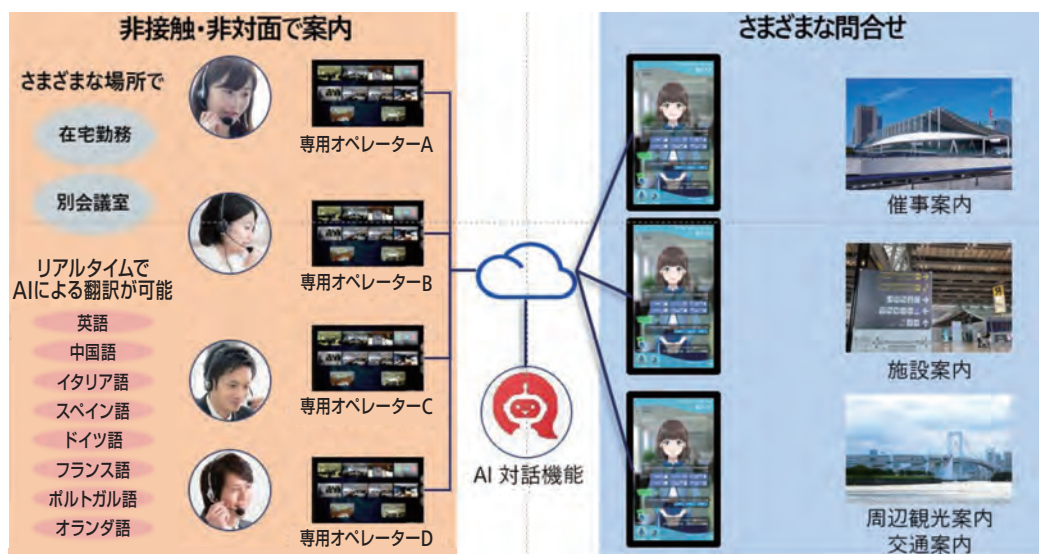 非接触・非対面で案内
さまざまな場所で
在宅勤務
別会議室
リアルタイムで
AIによる翻訳が可能
英語
中国語
イタリア語
スペイン語
ドイツ語
フランス語
ポルトガル語
オランダ語
専用オペレーターA
専用オペレーターB
専用オペレーターC
専用オペレーターD
AI 対話機能
さまざまな問合せ
催事案内
施設案内
周辺観光案内
交通案内